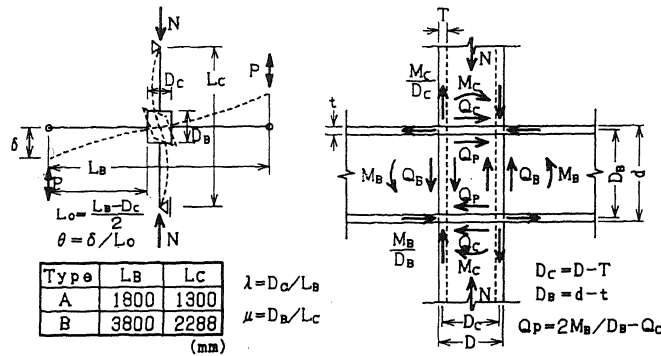 N
P
Dc
Lc
t
DB
δ
LB
P
Lo=LB-Dc/2
θ=δ/Lo
N
Type LB Lc
A 1800 1300
B 3800 2288
(mm)
λ=Dc/LB
μ=DB/Lc
T
N
Mc/Dc
Mc
Qc
Qp
MB QB QB MB
Qp
DB
d
MB/DB
Qc
Mc
N
Dc
D
Dc=D-T
DB=d-t
Qp=2MB/DB-Qc